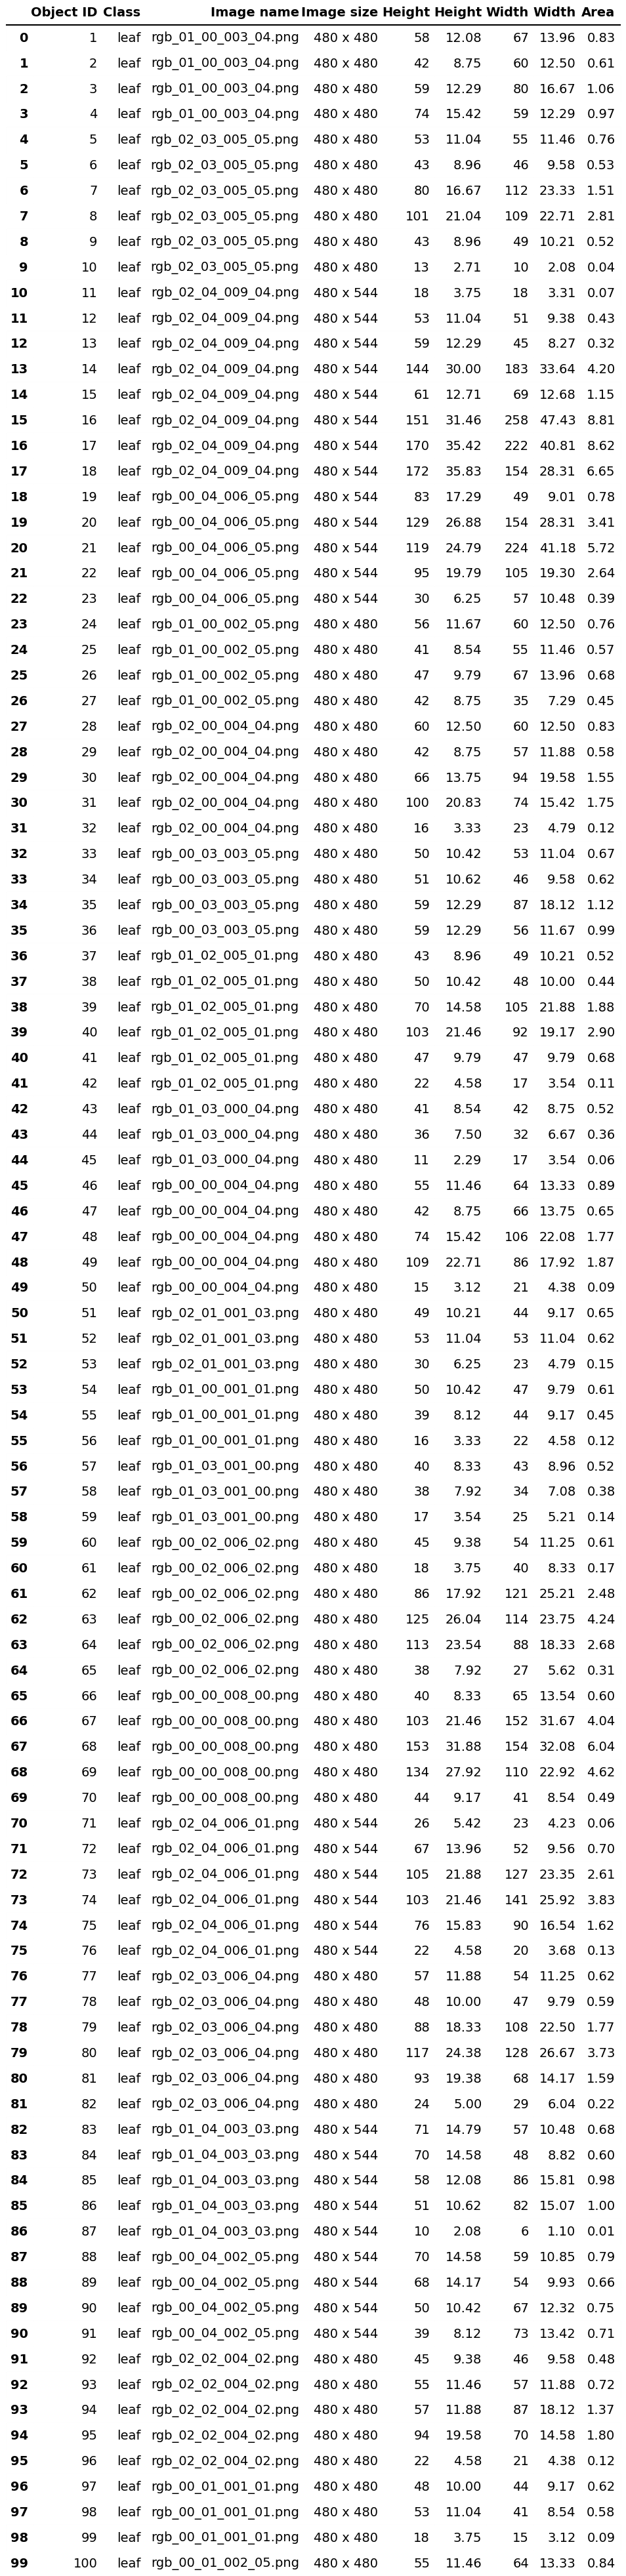 Object ID Class Image name Image size Height Height Width Width Area
0 1 leaf rgb_01_00_003_04.png 480 x 480 58 12.08 67 13.96 0.83
1 2 leaf rgb_01_00_003_04.png 480 x 480 42 8.75 60 12.50 0.61
2 3 leaf rgb_01_00_003_04.png 480 x 480 59 12.29 80 16.67 1.06
3 4 leaf rgb_01_00_003_04.png 480 x 480 74 15.42 59 12.29 0.97
4 5 leaf rgb_02_03_005_05.png 480 x 480 53 11.04 55 11.46 0.76
5 6 leaf rgb_02_03_005_05.png 480 x 480 43 8.96 46 9.58 0.53
6 7 leaf rgb_02_03_005_05.png 480 x 480 80 16.67 112 23.33 1.51
7 8 leaf rgb_02_03_005_05.png 480 x 480 101 21.04 109 22.71 2.81
8 9 leaf rgb_02_03_005_05.png 480 x 480 43 8.96 49 10.21 0.52
9 10 leaf rgb_02_03_005_05.png 480 x 480 13 2.71 10 2.08 0.04
10 11 leaf rgb_02_04_009_04.png 480 x 544 18 3.75 18 3.31 0.07
11 12 leaf rgb_02_04_009_04.png 480 x 544 53 11.04 51 9.38 0.43
12 13 leaf rgb_02_04_009_04.png 480 x 544 59 12.29 45 8.27 0.32
13 14 leaf rgb_02_04_009_04.png 480 x 544 144 30.00 183 33.64 4.20
14 15 leaf rgb_02_04_009_04.png 480 x 544 61 12.71 69 12.68 1.15
15 16 leaf rgb_02_04_009_04.png 480 x 544 151 31.46 258 47.43 8.81
16 17 leaf rgb_02_04_009_04.png 480 x 544 170 35.42 222 40.81 8.62
17 18 leaf rgb_02_04_009_04.png 480 x 544 172 35.83 154 28.31 6.65
18 19 leaf rgb_00_04_006_05.png 480 x 544 83 17.29 49 9.01 0.78
19 20 leaf rgb_00_04_006_05.png 480 x 544 129 26.88 154 28.31 3.41
20 21 leaf rgb_00_04_006_05.png 480 x 544 119 24.79 224 41.18 5.72
21 22 leaf rgb_00_04_006_05.png 480 x 544 95 19.79 105 19.30 2.64
22 23 leaf rgb_00_04_006_05.png 480 x 544 30 6.25 57 10.48 0.39
23 24 leaf rgb_01_00_002_05.png 480 x 480 56 11.67 60 12.50 0.76
24 25 leaf rgb_01_00_002_05.png 480 x 480 41 8.54 55 11.46 0.57
25 26 leaf rgb_01_00_002_05.png 480 x 480 47 9.79 67 13.96 0.68
26 27 leaf rgb_01_00_002_05.png 480 x 480 42 8.75 35 7.29 0.45
27 28 leaf rgb_02_00_004_04.png 480 x 480 60 12.50 60 12.50 0.83
28 29 leaf rgb_02_00_004_04.png 480 x 480 42 8.75 57 11.88 0.58
29 30 leaf rgb_02_00_004_04.png 480 x 480 66 13.75 94 19.58 1.55
30 31 leaf rgb_02_00_004_04.png 480 x 480 100 20.83 74 15.42 1.75
31 32 leaf rgb_02_00_004_04.png 480 x 480 16 3.33 23 4.79 0.12
32 33 leaf rgb_00_03_003_05.png 480 x 480 50 10.42 53 11.04 0.67
33 34 leaf rgb_00_03_003_05.png 480 x 480 51 10.62 46 9.58 0.62
34 35 leaf rgb_00_03_003_05.png 480 x 480 59 12.29 87 18.12 1.12
35 36 leaf rgb_00_03_003_05.png 480 x 480 59 12.29 56 11.67 0.99
36 37 leaf rgb_01_02_005_01.png 480 x 480 43 8.96 49 10.21 0.52
37 38 leaf rgb_01_02_005_01.png 480 x 480 50 10.42 48 10.00 0.44
38 39 leaf rgb_01_02_005_01.png 480 x 480 70 14.58 105 21.88 1.88
39 40 leaf rgb_01_02_005_01.png 480 x 480 103 21.46 92 19.17 2.90
40 41 leaf rgb_01_02_005_01.png 480 x 480 47 9.79 47 9.79 0.68
41 42 leaf rgb_01_02_005_01.png 480 x 480 22 4.58 17 3.54 0.11
42 43 leaf rgb_01_03_000_04.png 480 x 480 41 8.54 42 8.75 0.52
43 44 leaf rgb_01_03_000_04.png 480 x 480 36 7.50 32 6.67 0.36
44 45 leaf rgb_01_03_000_04.png 480 x 480 11 2.29 17 3.54 0.06
45 46 leaf rgb_00_00_004_04.png 480 x 480 55 11.46 64 13.33 0.89
46 47 leaf rgb_00_00_004_04.png 480 x 480 42 8.75 66 13.75 0.65
47 48 leaf rgb_00_00_004_04.png 480 x 480 74 15.42 106 22.08 1.77
48 49 leaf rgb_00_00_004_04.png 480 x 480 109 22.71 86 17.92 1.87
49 50 leaf rgb_00_00_004_04.png 480 x 480 15 3.12 21 4.38 0.09
50 51 leaf rgb_02_01_001_03.png 480 x 480 49 10.21 44 9.17 0.65
51 52 leaf rgb_02_01_001_03.png 480 x 480 53 11.04 53 11.04 0.62
52 53 leaf rgb_02_01_001_03.png 480 x 480 30 6.25 23 4.79 0.15
53 54 leaf rgb_01_00_001_01.png 480 x 480 50 10.42 47 9.79 0.61
54 55 leaf rgb_01_00_001_01.png 480 x 480 39 8.12 44 9.17 0.45
55 56 leaf rgb_01_00_001_01.png 480 x 480 16 3.33 22 4.58 0.12
56 57 leaf rgb_01_03_001_00.png 480 x 480 40 8.33 43 8.96 0.52
57 58 leaf rgb_01_03_001_00.png 480 x 480 38 7.92 34 7.08 0.38
58 59 leaf rgb_01_03_001_00.png 480 x 480 17 3.54 25 5.21 0.14
59 60 leaf rgb_00_02_006_02.png 480 x 480 45 9.38 54 11.25 0.61
60 61 leaf rgb_00_02_006_02.png 480 x 480 18 3.75 40 8.33 0.17
61 62 leaf rgb_00_02_006_02.png 480 x 480 86 17.92 121 25.21 2.48
62 63 leaf rgb_00_02_006_02.png 480 x 480 125 26.04 114 23.75 4.24
63 64 leaf rgb_00_02_006_02.png 480 x 480 113 23.54 88 18.33 2.68
64 65 leaf rgb_00_02_006_02.png 480 x 480 38 7.92 27 5.62 0.31
65 66 leaf rgb_00_00_008_00.png 480 x 480 40 8.33 65 13.54 0.60
66 67 leaf rgb_00_00_008_00.png 480 x 480 103 21.46 152 31.67 4.04
67 68 leaf rgb_00_00_008_00.png 480 x 480 153 31.88 154 32.08 6.04
68 69 leaf rgb_00_00_008_00.png 480 x 480 134 27.92 110 22.92 4.62
69 70 leaf rgb_00_00_008_00.png 480 x 480 44 9.17 41 8.54 0.49
70 71 leaf rgb_02_04_006_01.png 480 x 544 26 5.42 23 4.23 0.06
71 72 leaf rgb_02_04_006_01.png 480 x 544 67 13.96 52 9.56 0.70
72 73 leaf rgb_02_04_006_01.png 480 x 544 105 21.88 127 23.35 2.61
73 74 leaf rgb_02_04_006_01.png 480 x 544 103 21.46 141 25.92 3.83
74 75 leaf rgb_02_04_006_01.png 480 x 544 76 15.83 90 16.54 1.62
75 76 leaf rgb_02_04_006_01.png 480 x 544 22 4.58 20 3.68 0.13
76 77 leaf rgb_02_03_006_04.png 480 x 480 57 11.88 54 11.25 0.62
77 78 leaf rgb_02_03_006_04.png 480 x 480 48 10.00 47 9.79 0.59
78 79 leaf rgb_02_03_006_04.png 480 x 480 88 18.33 108 22.50 1.77
79 80 leaf rgb_02_03_006_04.png 480 x 480 117 24.38 128 26.67 3.73
80 81 leaf rgb_02_03_006_04.png 480 x 480 93 19.38 68 14.17 1.59
81 82 leaf rgb_02_03_006_04.png 480 x 480 24 5.00 29 6.04 0.22
82 83 leaf rgb_01_04_003_03.png 480 x 544 71 14.79 57 10.48 0.68
83 84 leaf rgb_01_04_003_03.png 480 x 544 70 14.58 48 8.82 0.60
84 85 leaf rgb_01_04_003_03.png 480 x 544 58 12.08 86 15.81 0.98
85 86 leaf rgb_01_04_003_03.png 480 x 544 51 10.62 82 15.07 1.00
86 87 leaf rgb_01_04_003_03.png 480 x 544 10 2.08 6 1.10 0.01
87 88 leaf rgb_00_04_002_05.png 480 x 544 70 14.58 59 10.85 0.79
88 89 leaf rgb_00_04_002_05.png 480 x 544 68 14.17 54 9.93 0.66
89 90 leaf rgb_00_04_002_05.png 480 x 544 50 10.42 67 12.32 0.75
90 91 leaf rgb_00_04_002_05.png 480 x 544 39 8.12 73 13.42 0.71
91 92 leaf rgb_02_02_004_02.png 480 x 480 45 9.38 46 9.58 0.48
92 93 leaf rgb_02_02_004_02.png 480 x 480 55 11.46 57 11.88 0.72
93 94 leaf rgb_02_02_004_02.png 480 x 480 57 11.88 87 18.12 1.37
94 95 leaf rgb_02_02_004_02.png 480 x 480 94 19.58 70 14.58 1.80
95 96 leaf rgb_02_02_004_02.png 480 x 480 22 4.58 21 4.38 0.12
96 97 leaf rgb_00_01_001_01.png 480 x 480 48 10.00 44 9.17 0.62
97 98 leaf rgb_00_01_001_01.png 480 x 480 53 11.04 41 8.54 0.58
98 99 leaf rgb_00_01_001_01.png 480 x 480 18 3.75 15 3.12 0.09
99 100 leaf rgb_00_01_002_05.png 480 x 480 55 11.46 64 13.33 0.84